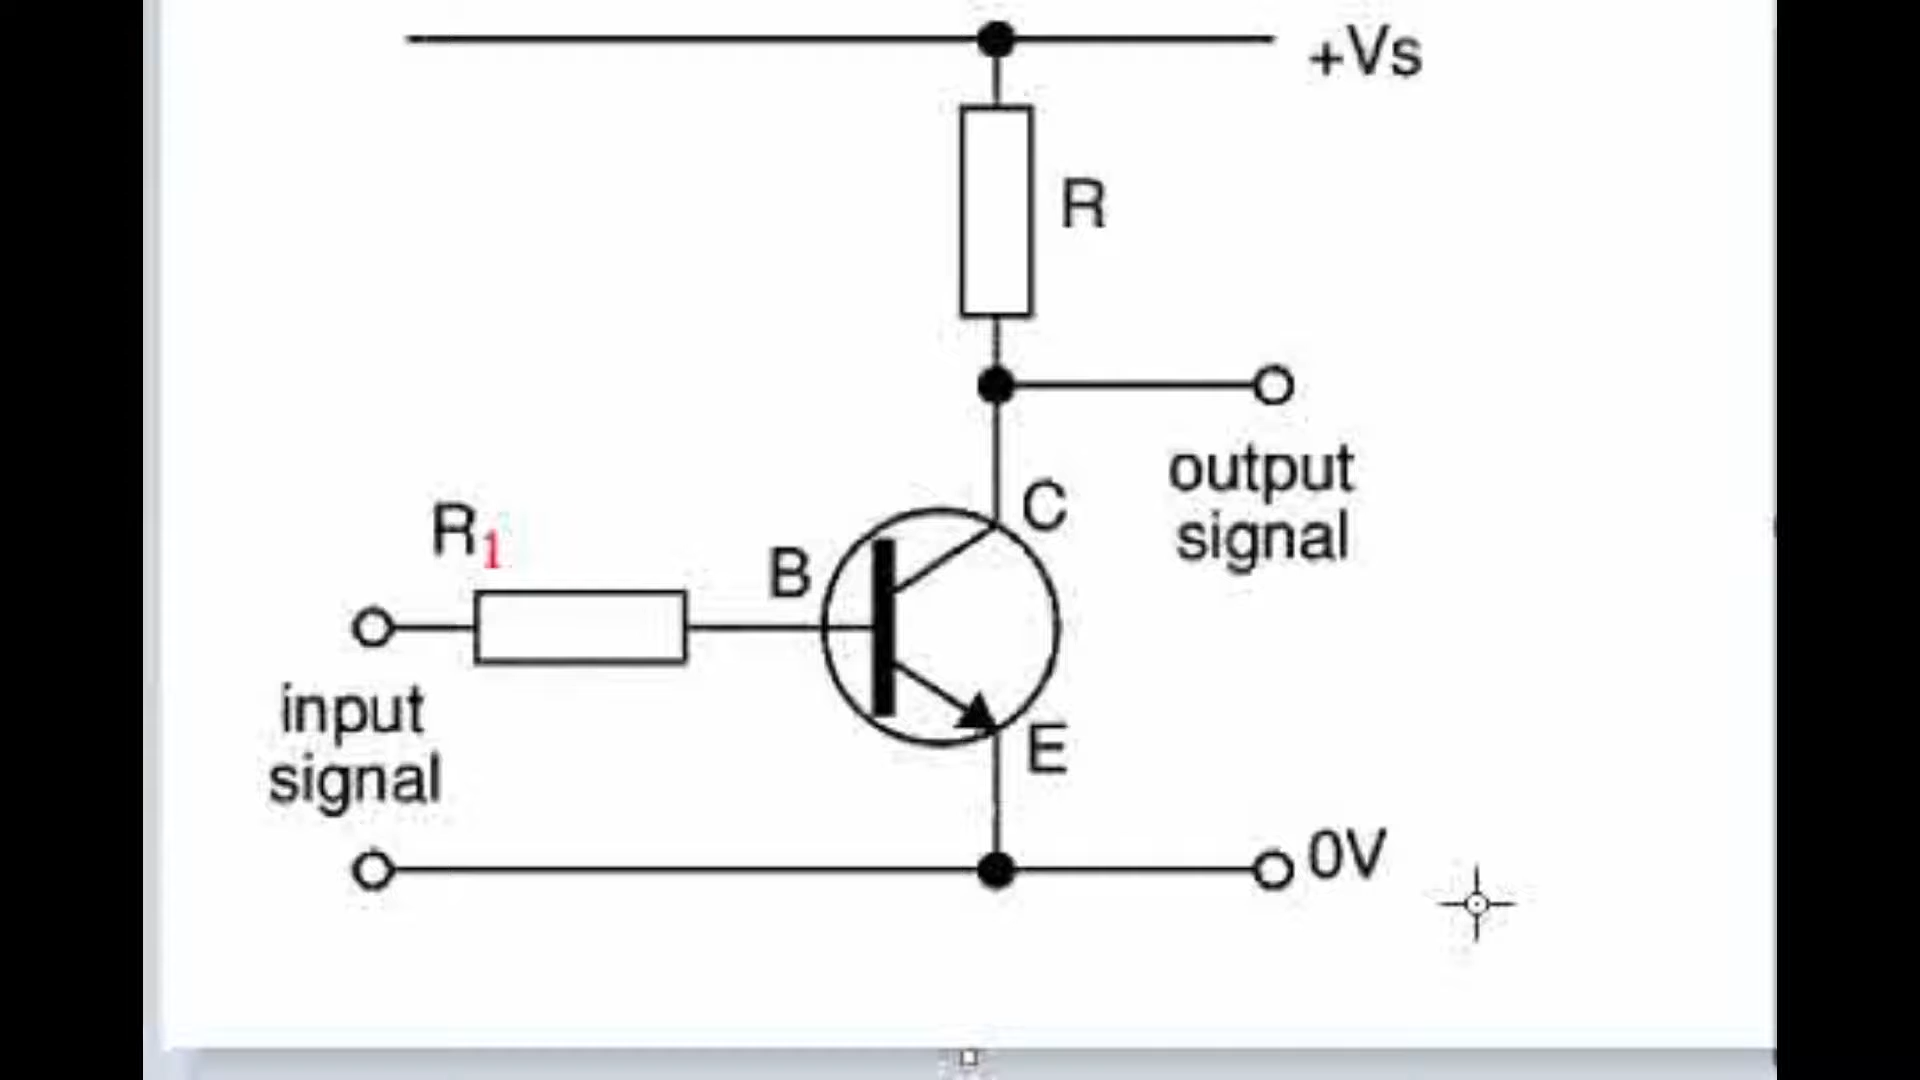 +Vs
R
output
signal
C
R1
B
input
signal
E
0V